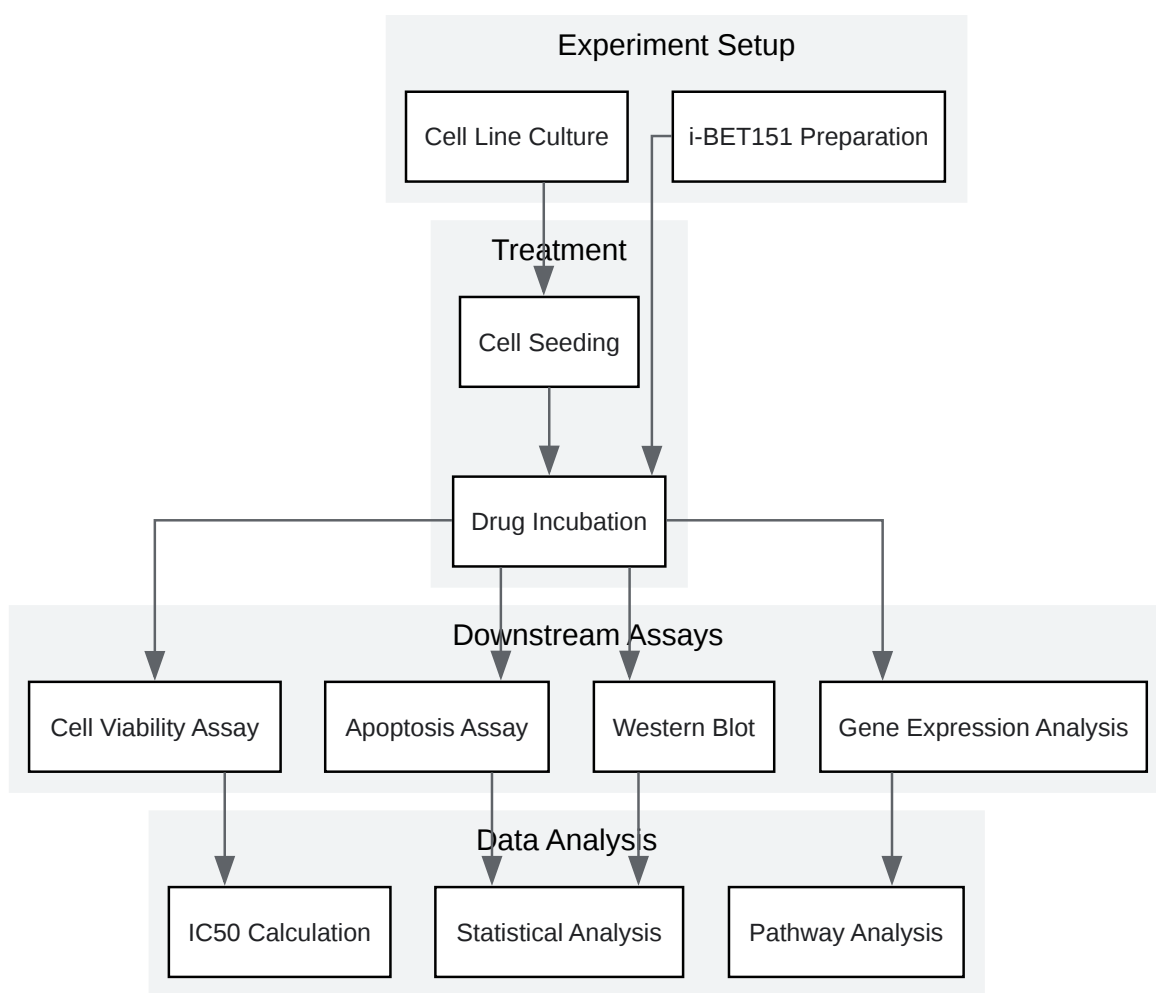 Experiment Setup
Cell Line Culture
i-BET151 Preparation
Treatment
Cell Seeding
Drug Incubation
Downstream Assays
Cell Viability Assay
Apoptosis Assay
Western Blot
Gene Expression Analysis
Data Analysis
IC50 Calculation
Statistical Analysis
Pathway Analysis